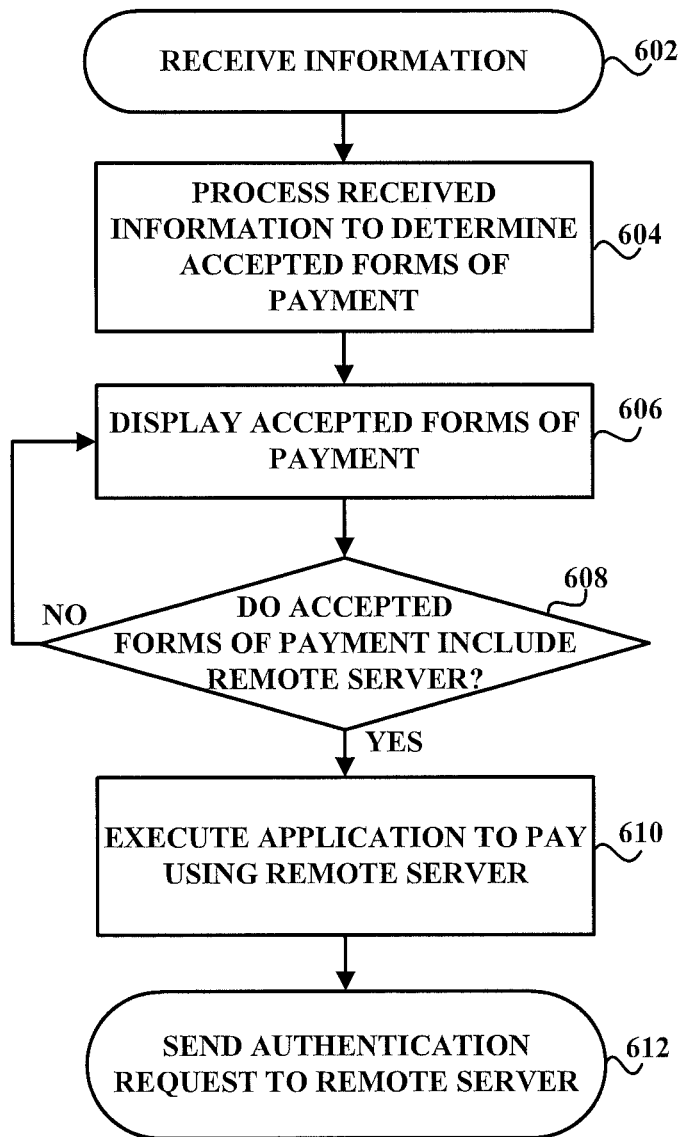 RECEIVE INFORMATION
602
PROCESS RECEIVED
INFORMATION TO DETERMINE
ACCEPTED FORMS OF
PAYMENT
604
DISPLAY ACCEPTED FORMS OF
PAYMENT
606
608
NO
DO ACCEPTED
FORMS OF PAYMENT INCLUDE
REMOTE SERVER?
YES
EXECUTE APPLICATION TO PAY
USING REMOTE SERVER
610
SEND AUTHENTICATION
REQUEST TO REMOTE SERVER
612